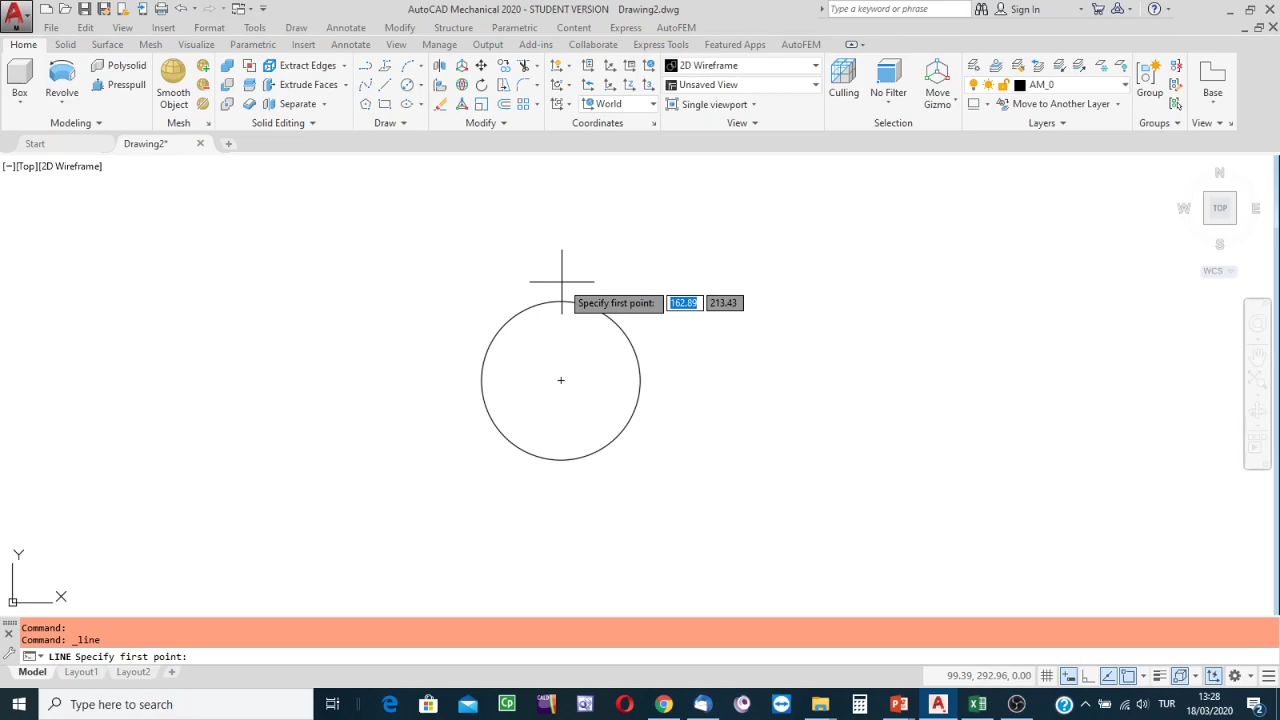 AutoCAD Mechanical 2020 - STUDENT VERSION Drawing2.dwg
Type a keyword or phrase
Sign In
File Edit View Insert Format Tools Draw Dimension Annotate Modify Structure Parametric Content Express AutoFEM
Home Solid Surface Mesh Visualize Parametric Insert Annotate View Manage Output Add-ins Collaborate Express Tools Featured Apps AutoFEM
Polysolid
Presspull
Box
Revolve
Smooth
Object
Extrude Edges
Extrude Faces
Separate
World
2D Wireframe
Unsaved View
Single viewport
Culling
No Filter
Move
Gizmo
AM_0
Move to Another Layer
Group
Base
Modeling Mesh Solid Editing Draw Modify Coordinates View Selection Layers Groups View
Start Drawing2*
[−][Top][2D Wireframe]
N
W TOP E
S
WCS
Specify first point: 162.89 213.43
Y
X
Command:
Command: _line
LINE Specify first point:
Model Layout1 Layout2
99.39, 292.96, 0.00
Type here to search
TUR
13:28
18/03/2020
2